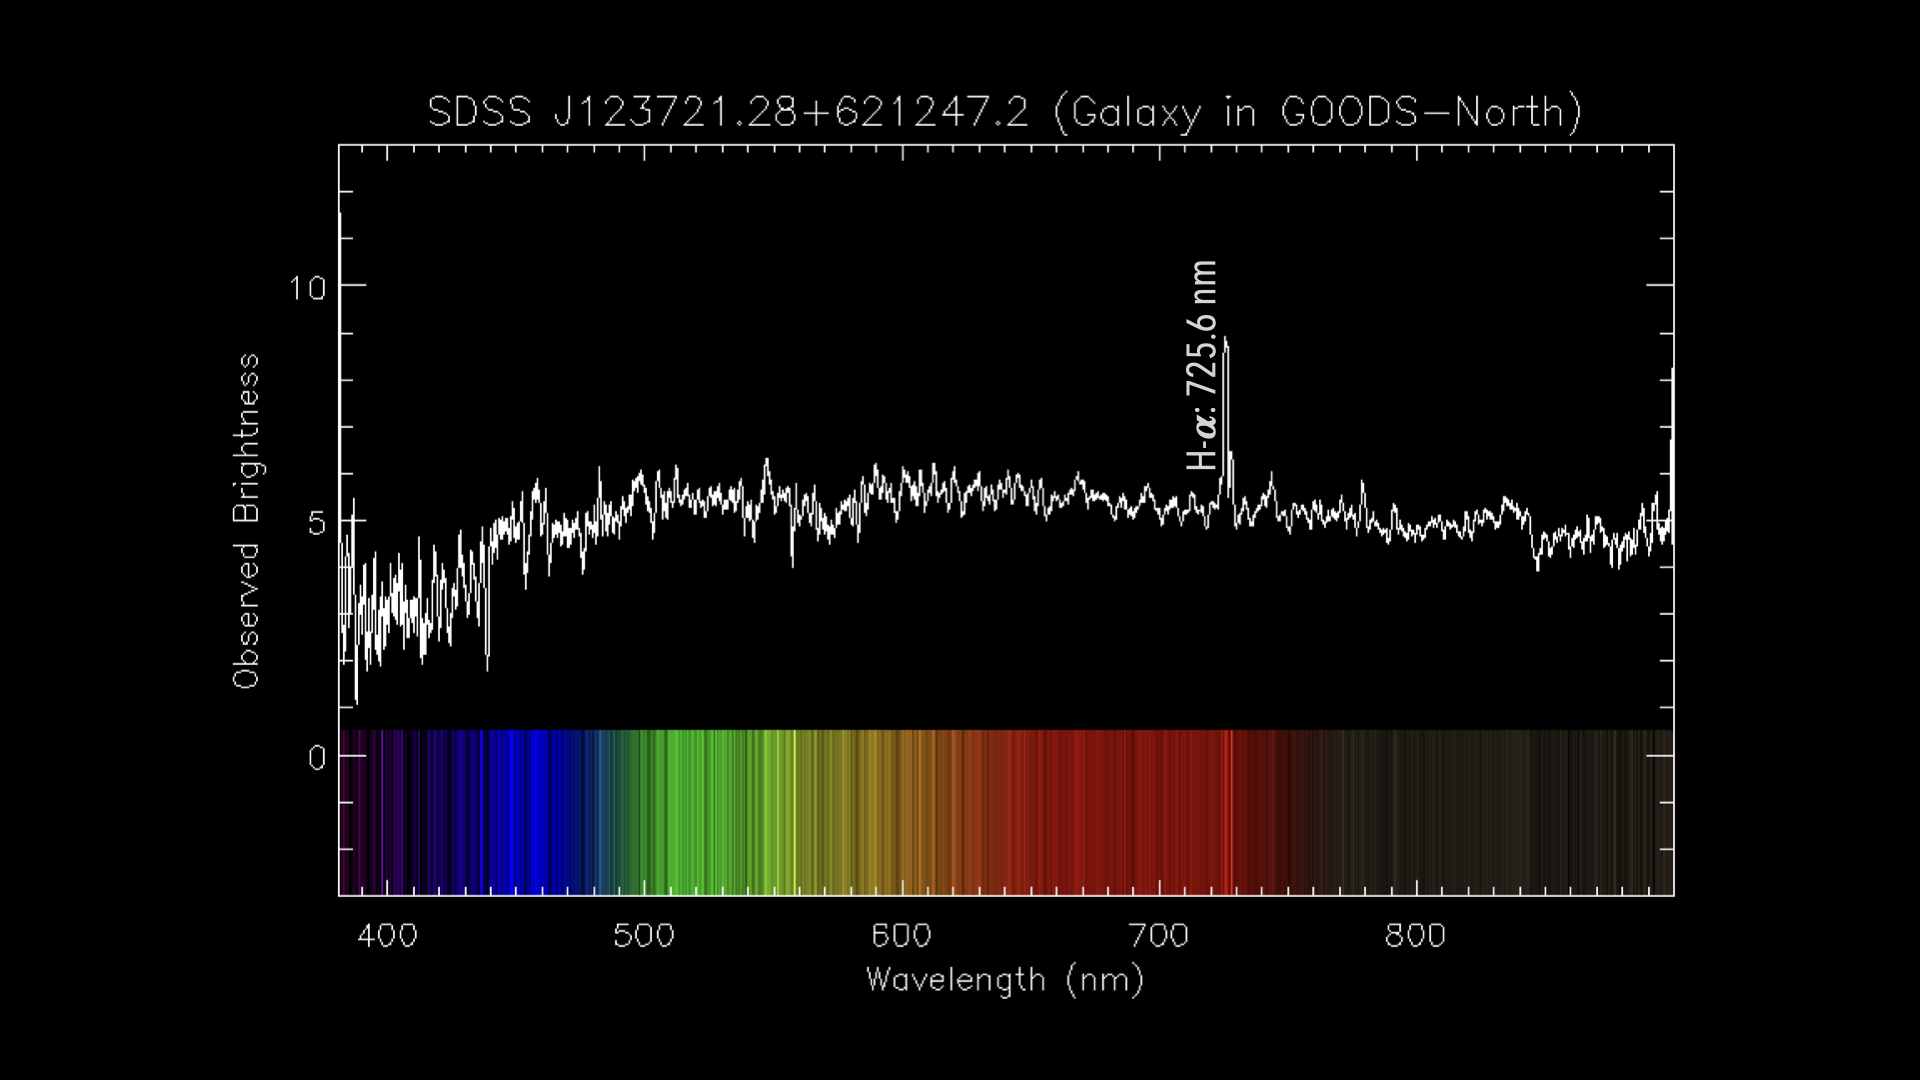 SDSS J123721.28+621247.2 (Galaxy in GOODS-North)
10
5
0
Observed Brightness
H-α: 725.6 nm
400 500 600 700 800
Wavelength (nm)